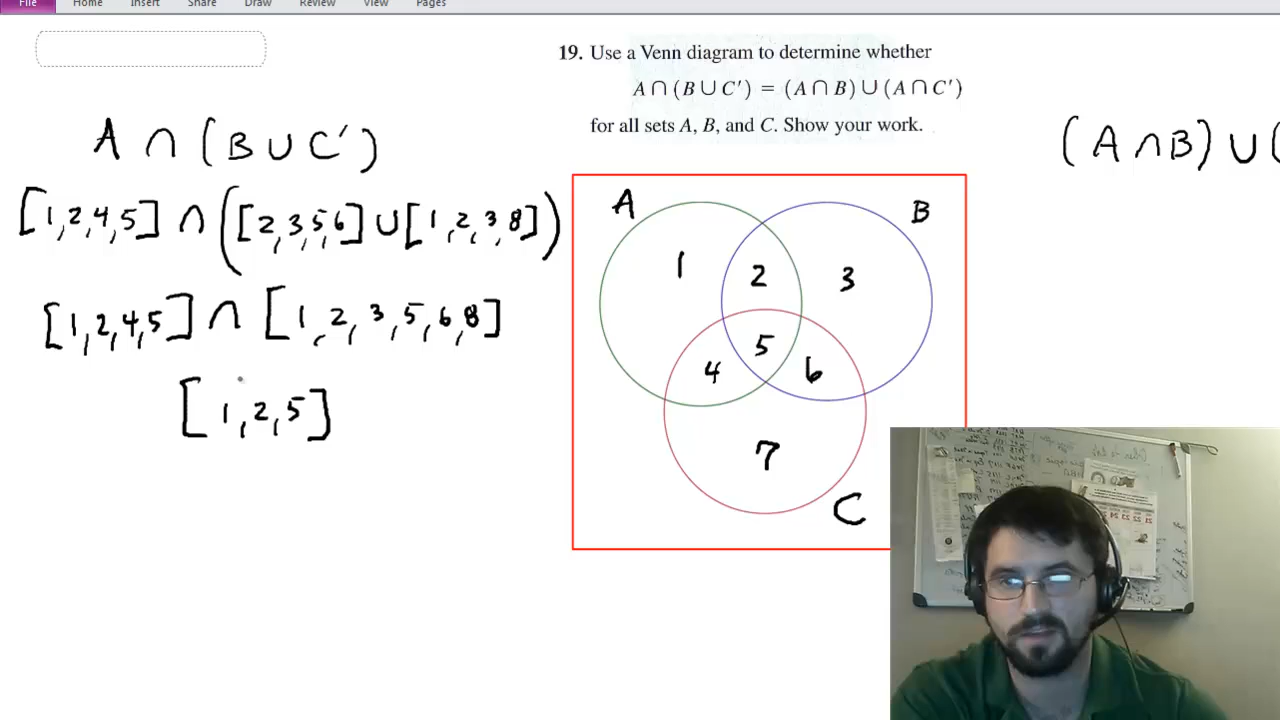 File Home Insert Share Draw Review View Pages
19. Use a Venn diagram to determine whether
A ∩ (B ∪ C′) = (A ∩ B) ∪ (A ∩ C′)
for all sets A, B, and C. Show your work.
A ∩ (B ∪ C′)
(A ∩ B) ∪ (
[1,2,4,5] ∩ ([2,3,5,6] ∪ [1,2,3,8])
[1,2,4,5] ∩ [1,2,3,5,6,8]
[1,2,5]
A
B
1 2 3
5
4 6
7
C